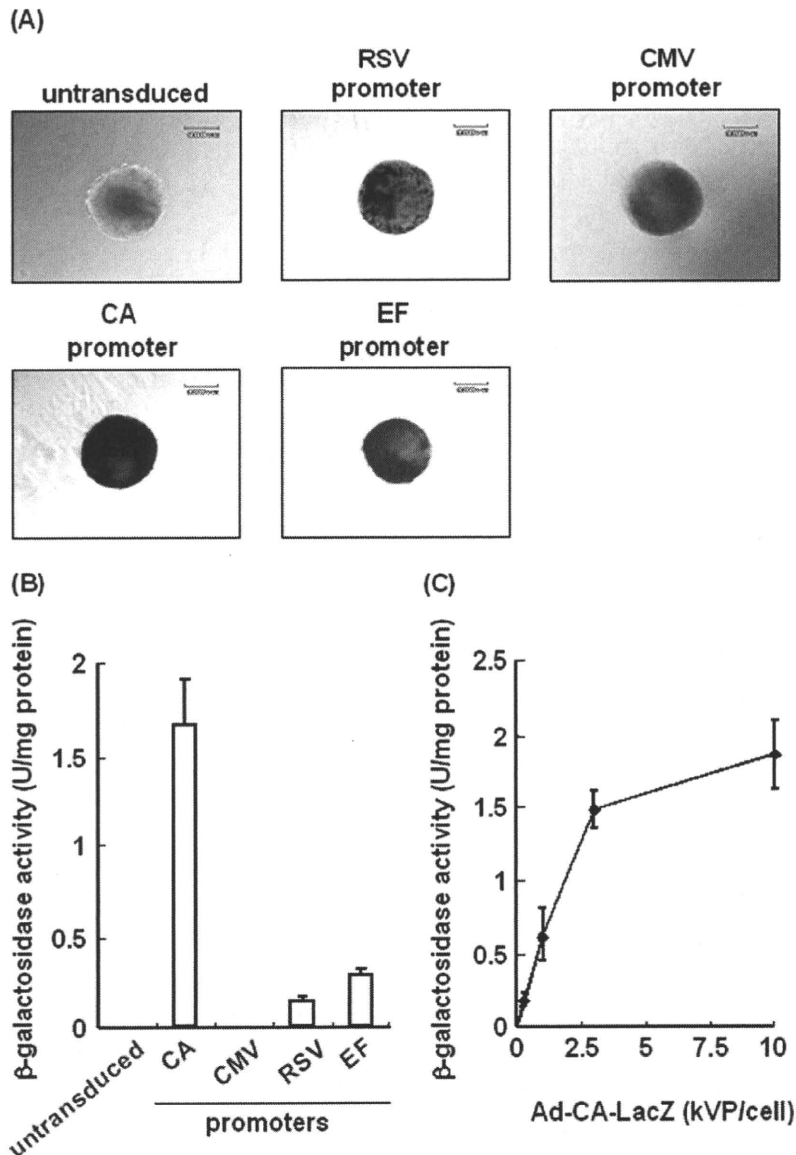 (A)
untransduced
RSV
promoter
CMV
promoter
CA
promoter
EF
promoter
(B)
β-galactosidase activity (U/mg protein)
2
1.5
1
0.5
0
untransduced
CA
CMV
RSV
EF
promoters
(C)
β-galactosidase activity (U/mg protein)
2.5
2
1.5
1
0.5
0
0
2.5
5
7.5
10
Ad-CA-LacZ (kVP/cell)